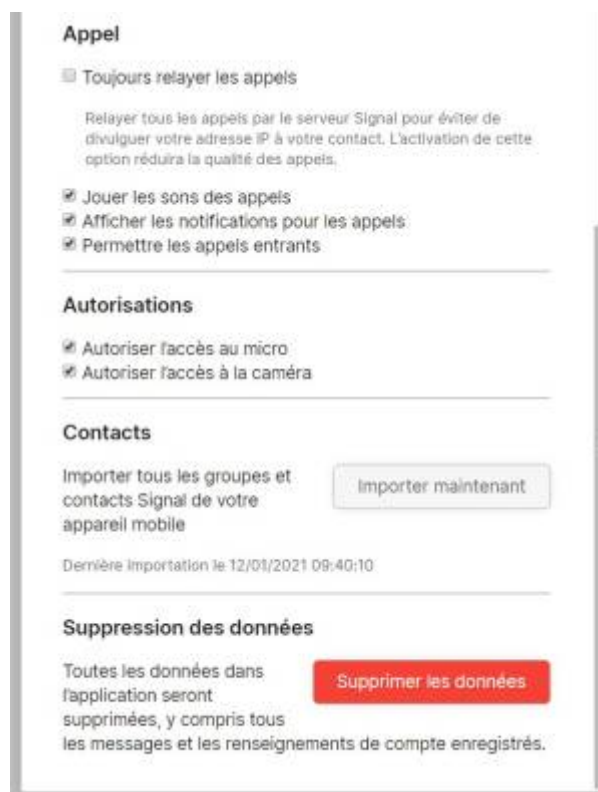 Appel
Toujours relayer les appels
Relayer tous les appels par le serveur Signal pour éviter de
divulguer votre adresse IP à votre contact. L'activation de cette
option réduira la qualité des appels.
Jouer les sons des appels
Afficher les notifications pour les appels
Permettre les appels entrants
Autorisations
Autoriser l'accès au micro
Autoriser l'accès à la caméra
Contacts
Importer tous les groupes et
contacts Signal de votre
appareil mobile
Importer maintenant
Dernière importation le 12/01/2021 09:40:10
Suppression des données
Toutes les données dans
l'application seront
supprimées, y compris tous
les messages et les renseignements de compte enregistrés.
Supprimer les données